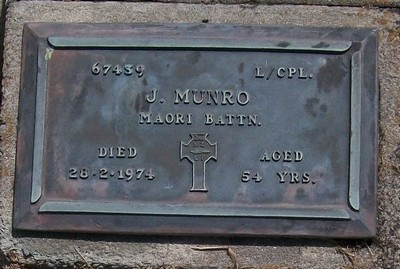 67439 L/CPL.
J. MUNRO
MAORI BATTN.
DIED AGED
28-2-1974 54 YRS.